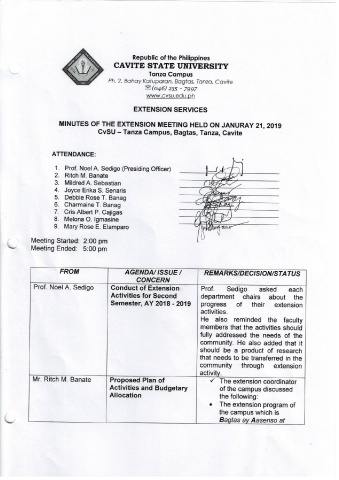 Republic of the Philippines
CAVITE STATE UNIVERSITY
Tanza Campus
Ph. 2, Bahay Katuparan, Bagtas, Tanza, Cavite
www.cvsu.edu.ph
EXTENSION SERVICES
MINUTES OF THE EXTENSION MEETING HELD ON JANURAY 21, 2019
CvSU – Tanza Campus, Bagtas, Tanza, Cavite
ATTENDANCE:
1. Prof. Noel A. Sedigo (Presiding Officer)
2. Ritch M. Banate
3. Mildred A. Sebastian
4. Joyce Erika S. Senaris
5. Debbie Rose T. Banag
6. Charmaine T. Banag
7. Cris Albert P. Cajigas
8. Melona O. Igmasine
9. Mary Rose E. Elamparo
Meeting Started: 2:00 pm
Meeting Ended: 5:00 pm
FROM
AGENDA/ ISSUE /
CONCERN
REMARKS/DECISION/STATUS
Prof. Noel A. Sedigo
Conduct of Extension
Activities for Second
Semester, AY 2018 - 2019
Prof. Sedigo asked each
department chairs about the
progress of their extension
activities.
He also reminded the faculty
members that the activities should
fully addressed the needs of the
community. He also added that it
should be a product of research
that needs to be transferred in the
community through extension
activity.
Mr. Ritch M. Banate
Proposed Plan of
Activities and Budgetary
Allocation
✓ The extension coordinator
of the campus discussed
the following:
• The extension program of
the campus which is
Bagtas ay Aasenso at